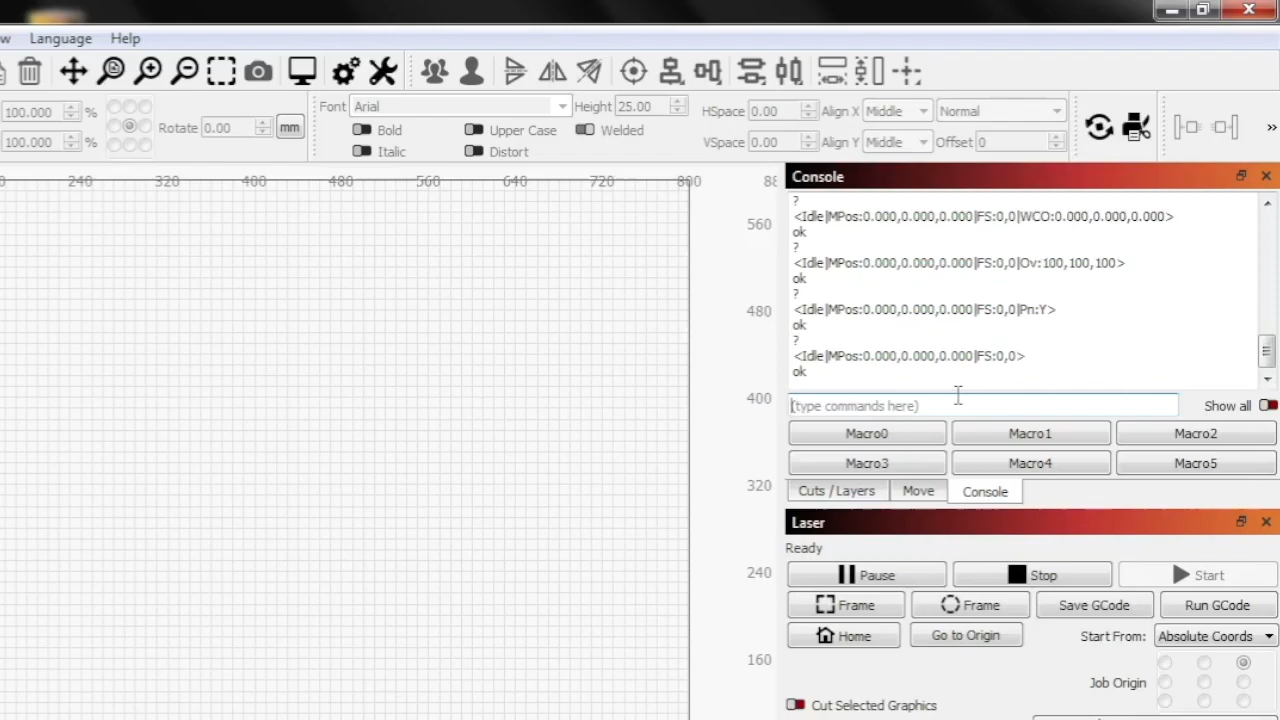 Language Help
100.000 %
100.000 %
Rotate 0.00 mm
Font Arial Height 25.00
Bold Upper Case Welded
Italic Distort
HSpace 0.00 Align X Middle Normal
VSpace 0.00 Align Y Middle Offset 0
»
240 320 400 480 560 640 720 800
560
480
400
320
240
160
Console
?
<Idle|MPos:0.000,0.000,0.000|FS:0,0|WCO:0.000,0.000,0.000>
ok
?
<Idle|MPos:0.000,0.000,0.000|FS:0,0|Ov:100,100,100>
ok
?
<Idle|MPos:0.000,0.000,0.000|FS:0,0|Pn:Y>
ok
?
<Idle|MPos:0.000,0.000,0.000|FS:0,0>
ok
(type commands here) Show all
Macro0 Macro1 Macro2
Macro3 Macro4 Macro5
Cuts / Layers Move Console
Laser
Ready
Pause Stop Start
Frame Frame Save GCode Run GCode
Home Go to Origin Start From: Absolute Coords
Job Origin
Cut Selected Graphics